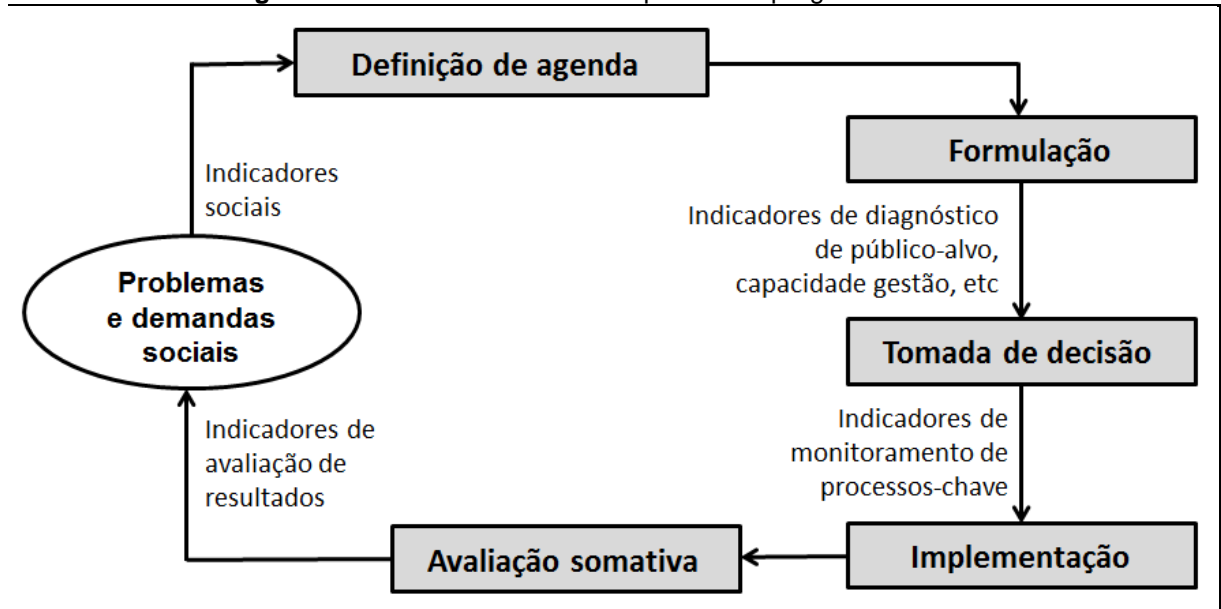 Definição de agenda
Formulação
Indicadores
sociais
Indicadores de diagnóstico
de público-alvo,
capacidade gestão, etc
Problemas
e demandas
sociais
Tomada de decisão
Indicadores de
monitoramento de
processos-chave
Indicadores de
avaliação de
resultados
Implementação
Avaliação somativa